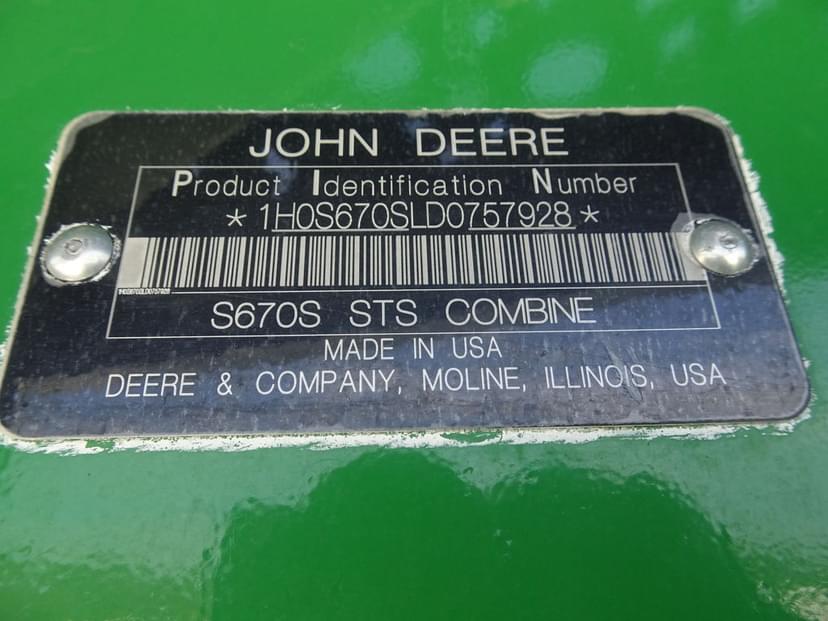 JOHN DEERE
Product Identification Number
*1H0S670SLD0757928*
S670S STS COMBINE
MADE IN USA
DEERE & COMPANY, MOLINE, ILLINOIS, USA